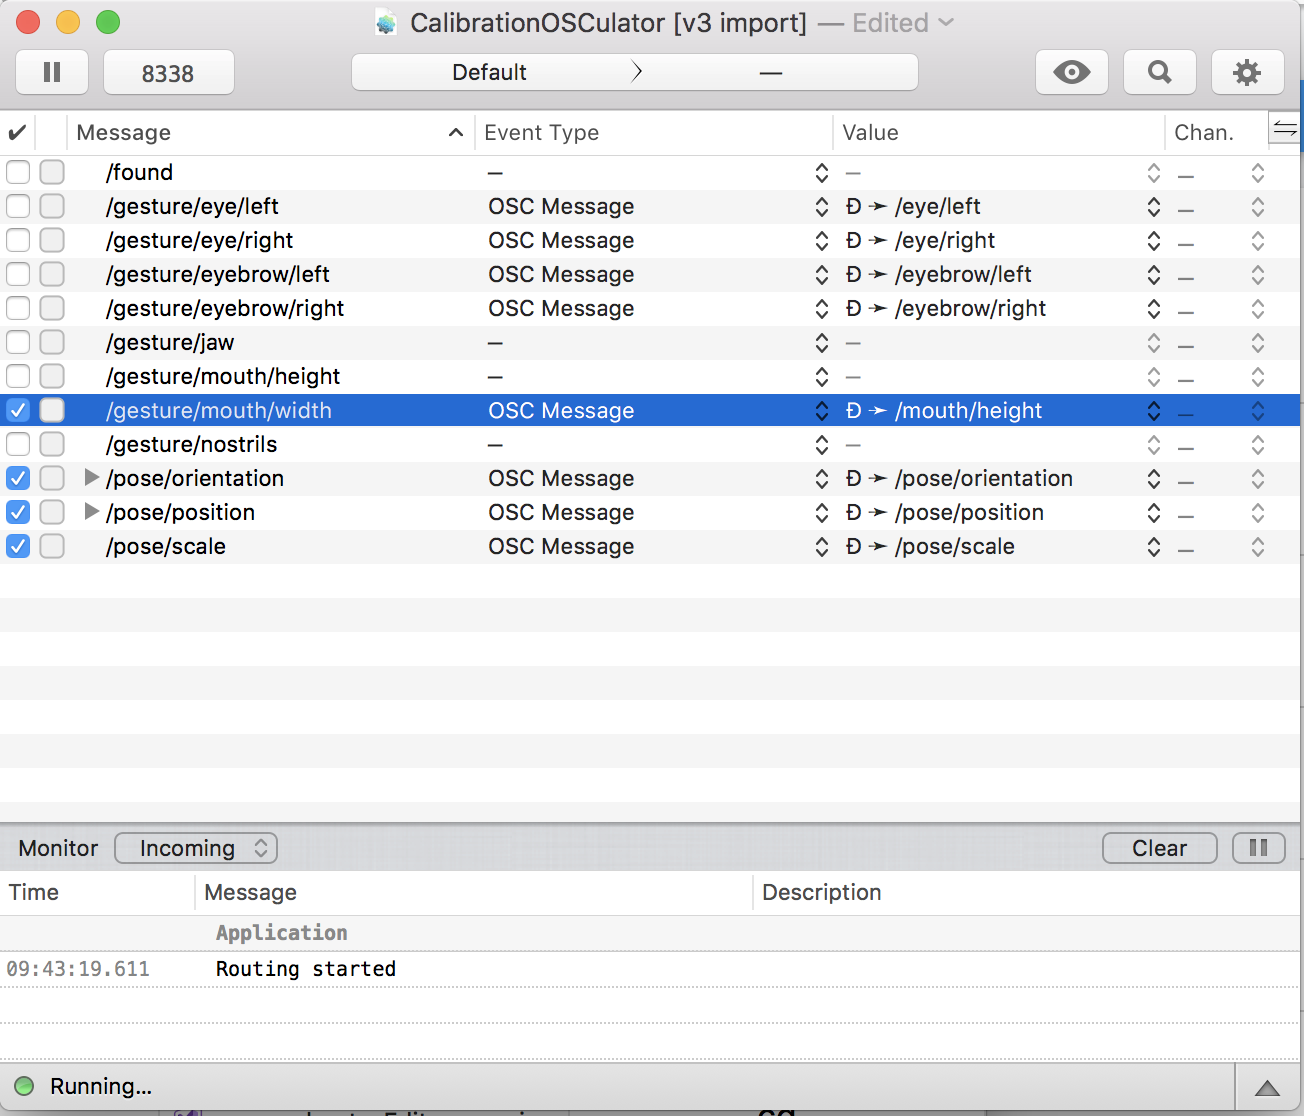 CalibrationOSCulator [v3 import] — Edited
8338 Default —
Message Event Type Value Chan.
/found – – –
/gesture/eye/left OSC Message Ð ➛ /eye/left –
/gesture/eye/right OSC Message Ð ➛ /eye/right –
/gesture/eyebrow/left OSC Message Ð ➛ /eyebrow/left –
/gesture/eyebrow/right OSC Message Ð ➛ /eyebrow/right –
/gesture/jaw – – –
/gesture/mouth/height – – –
/gesture/mouth/width OSC Message Ð ➛ /mouth/height –
/gesture/nostrils – – –
/pose/orientation OSC Message Ð ➛ /pose/orientation –
/pose/position OSC Message Ð ➛ /pose/position –
/pose/scale OSC Message Ð ➛ /pose/scale –
Monitor Incoming Clear
Time Message Description
Application
09:43:19.611 Routing started
Running...